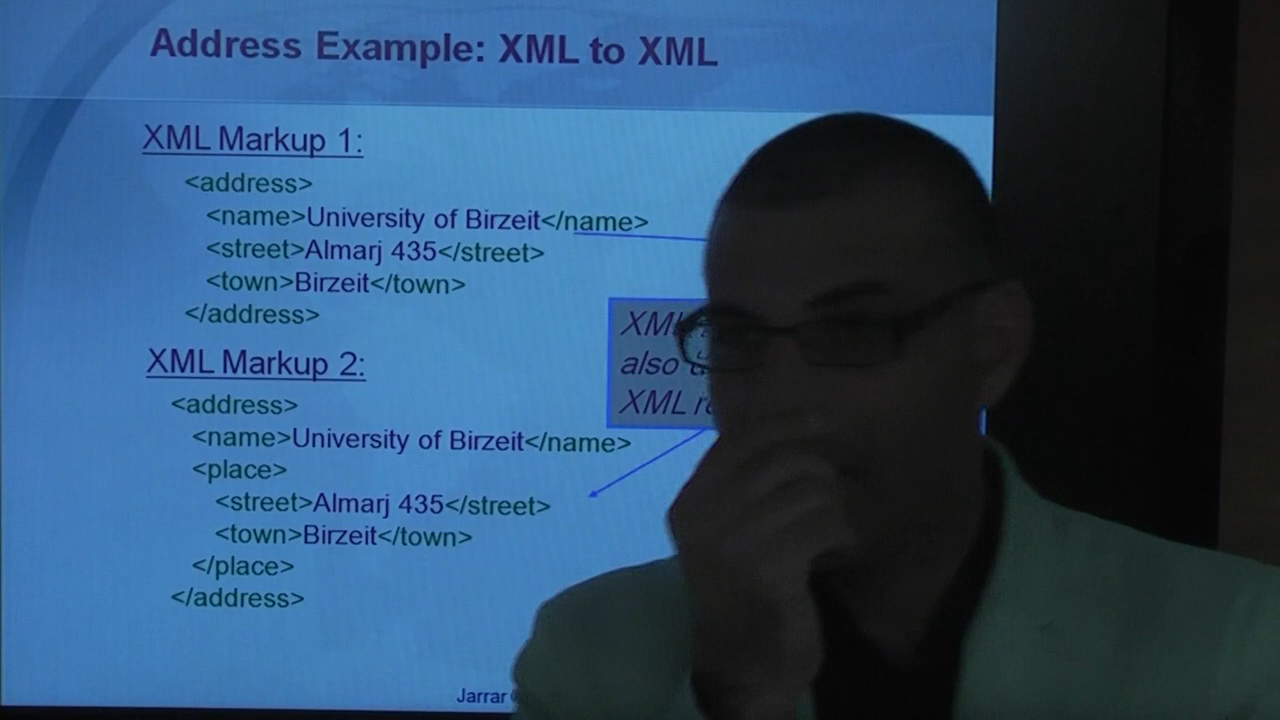 Address Example: XML to XML
XML Markup 1:
<address>
<name>University of Birzeit</name>
<street>Almarj 435</street>
<town>Birzeit</town>
</address>
XML
also
XML
XML Markup 2:
<address>
<name>University of Birzeit</name>
<place>
<street>Almarj 435</street>
<town>Birzeit</town>
</place>
</address>
Jarrar